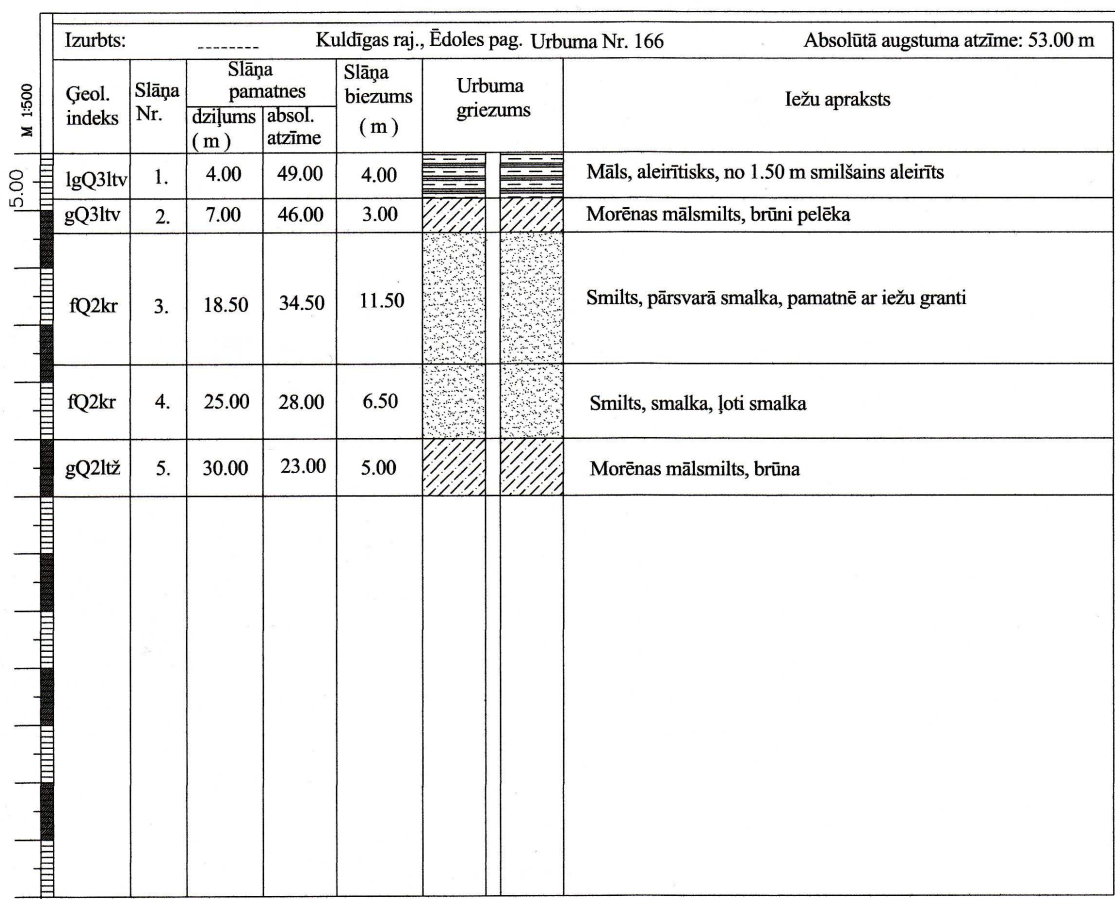 Izurbts: -------- Kuldīgas raj., Ēdoles pag. Urbuma Nr. 166 Absolūtā augstuma atzīme: 53.00 m
M 1:500
Ģeol. indeks
Slāņa Nr.
Slāņa pamatnes
dziļums ( m )
absol. atzīme
Slāņa biezums ( m )
Urbuma griezums
Iežu apraksts
5.00
lgQ3ltv 1. 4.00 49.00 4.00 Māls, aleirītisks, no 1.50 m smilšains aleirīts
gQ3ltv 2. 7.00 46.00 3.00 Morēnas mālsmilts, brūni pelēka
fQ2kr 3. 18.50 34.50 11.50 Smilts, pārsvarā smalka, pamatnē ar iežu granti
fQ2kr 4. 25.00 28.00 6.50 Smilts, smalka, ļoti smalka
gQ2ltž 5. 30.00 23.00 5.00 Morēnas mālsmilts, brūna